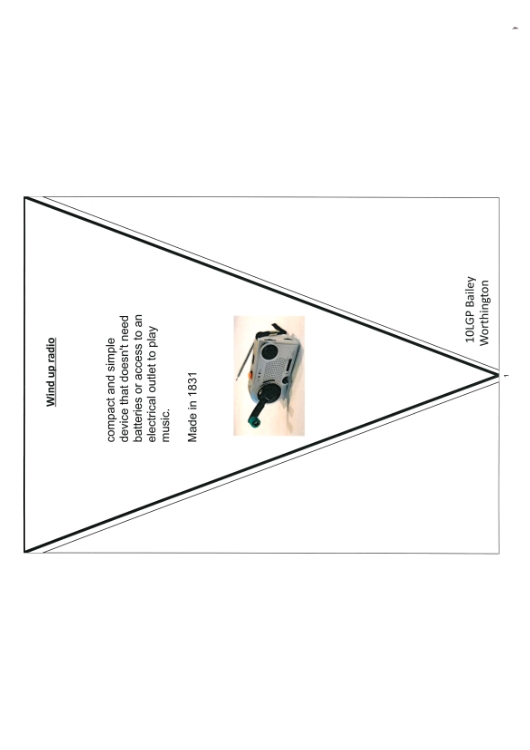 Wind up radio
compact and simple
device that doesn't need
batteries or access to an
electrical outlet to play
music.
Made in 1831
10LGP Bailey
Worthington
1